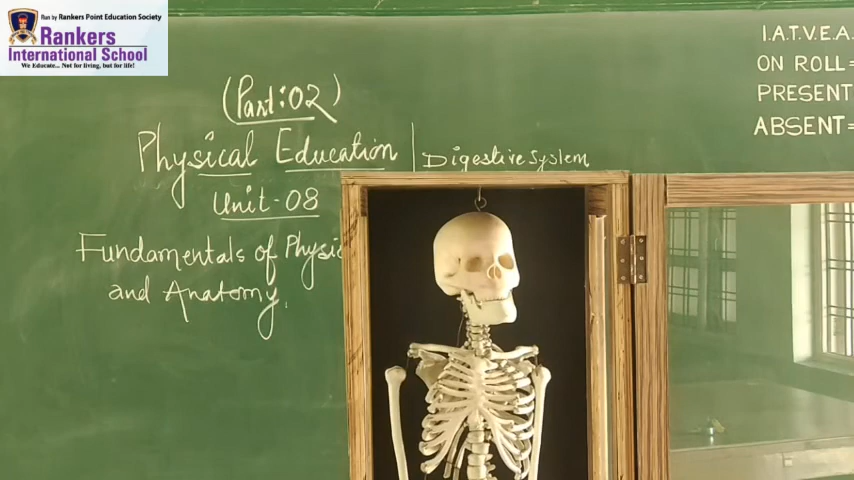 Run by Rankers Point Education Society
Rankers
International School
We Educate... Not for living, but for life!
I.A.T.V.E.A.
ON ROLL=
PRESENT
ABSENT=
(Part:02)
Physical Education
Digestive System
Unit-08
Fundamentals of Physi
and Anatomy.